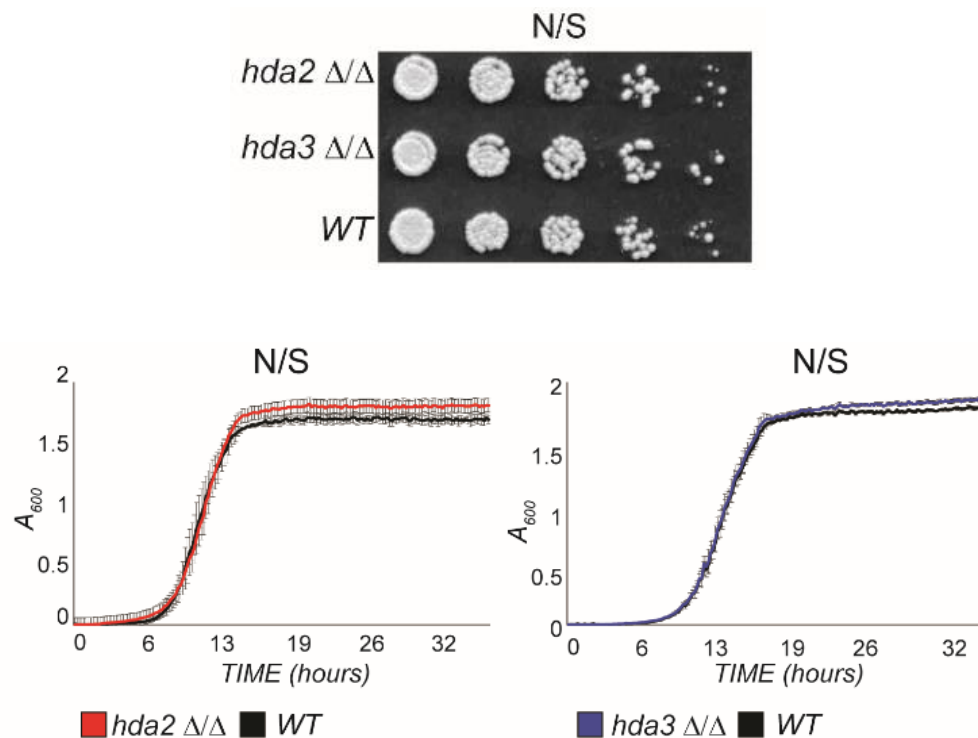 N/S
hda2 Δ/Δ
hda3 Δ/Δ
WT
N/S
2
1.5
1
0.5
0
A600
0 6 13 19 26 32
TIME (hours)
hda2 Δ/Δ WT
N/S
2
1.5
1
0.5
0
A600
0 6 13 19 26 32
TIME (hours)
hda3 Δ/Δ WT